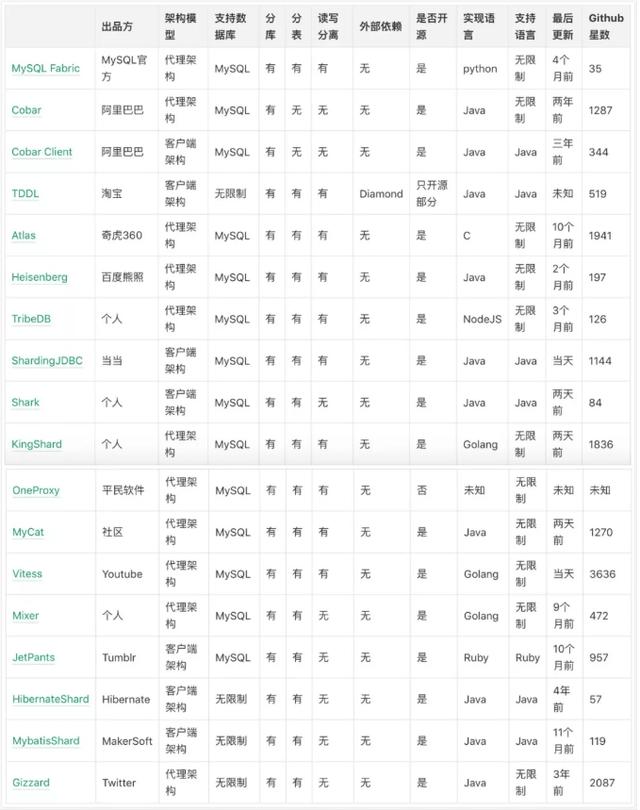 出品方 架构模型 支持数据库 分库 分表 读写分离 外部依赖 是否开源 实现语言 支持语言 最后更新 Github星数
MySQL Fabric MySQL官方 代理架构 MySQL 有 有 有 无 是 python 无限制 4个月前 35
Cobar 阿里巴巴 代理架构 MySQL 有 无 无 无 是 Java 无限制 两年前 1287
Cobar Client 阿里巴巴 客户端架构 MySQL 有 无 无 无 是 Java Java 三年前 344
TDDL 淘宝 客户端架构 无限制 有 有 有 Diamond 只开源部分 Java Java 未知 519
Atlas 奇虎360 代理架构 MySQL 有 有 有 无 是 C 无限制 10个月前 1941
Heisenberg 百度熊照 代理架构 MySQL 有 有 有 无 是 Java 无限制 2个月前 197
TribeDB 个人 代理架构 MySQL 有 有 有 无 是 NodeJS 无限制 3个月前 126
ShardingJDBC 当当 客户端架构 MySQL 有 有 有 无 是 Java Java 当天 1144
Shark 个人 客户端架构 MySQL 有 有 无 无 是 Java Java 两天前 84
KingShard 个人 代理架构 MySQL 有 有 有 无 是 Golang 无限制 两天前 1836
OneProxy 平民软件 代理架构 MySQL 有 有 有 无 否 未知 无限制 未知 未知
MyCat 社区 代理架构 MySQL 有 有 有 无 是 Java 无限制 两天前 1270
Vitess Youtube 代理架构 MySQL 有 有 有 无 是 Golang 无限制 当天 3636
Mixer 个人 代理架构 MySQL 有 有 无 无 是 Golang 无限制 9个月前 472
JetPants Tumblr 客户端架构 MySQL 有 有 无 无 是 Ruby Ruby 10个月前 957
HibernateShard Hibernate 客户端架构 无限制 有 有 无 无 是 Java Java 4年前 57
MybatisShard MakerSoft 客户端架构 无限制 有 有 无 无 是 Java Java 11个月前 119
Gizzard Twitter 代理架构 无限制 有 有 无 无 是 Java 无限制 3年前 2087